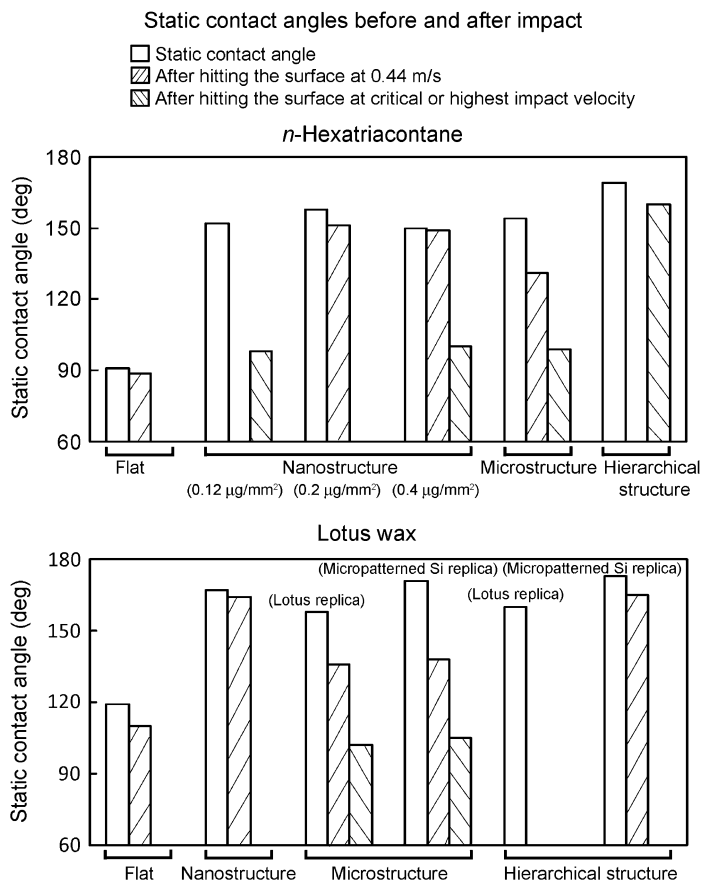 Static contact angles before and after impact
Static contact angle
After hitting the surface at 0.44 m/s
After hitting the surface at critical or highest impact velocity
n-Hexatriacontane
Static contact angle (deg)
180
150
120
90
60
Flat
Nanostructure
Microstructure
Hierarchical
structure
(0.12 µg/mm²)
(0.2 µg/mm²)
(0.4 µg/mm²)
Lotus wax
Static contact angle (deg)
180
150
120
90
60
(Micropatterned Si replica)
(Micropatterned Si replica)
(Lotus replica)
(Lotus replica)
Flat
Nanostructure
Microstructure
Hierarchical structure